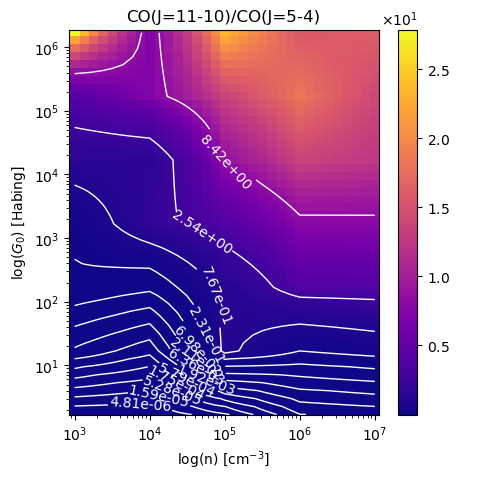 CO(J=11-10)/CO(J=5-4)
×10¹
10⁶
10⁵
10⁴
10³
10²
10¹
log(G₀) [Habing]
8.42e+00
2.54e+00
7.67e-01
2.31e-01
1.59e-05
4.81e-06
10³
10⁴
10⁵
10⁶
10⁷
log(n) [cm⁻³]
2.5
2.0
1.5
1.0
0.5